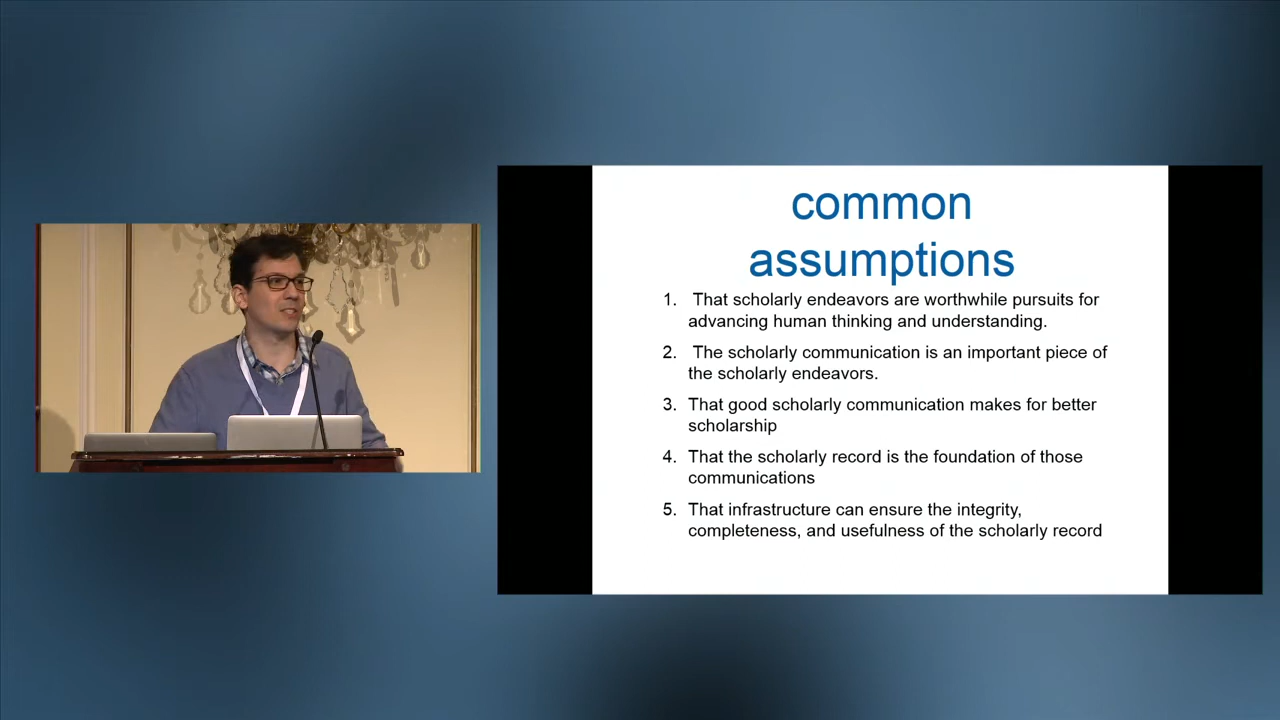 common
assumptions
1. That scholarly endeavors are worthwhile pursuits for
advancing human thinking and understanding.
2. The scholarly communication is an important piece of
the scholarly endeavors.
3. That good scholarly communication makes for better
scholarship
4. That the scholarly record is the foundation of those
communications
5. That infrastructure can ensure the integrity,
completeness, and usefulness of the scholarly record